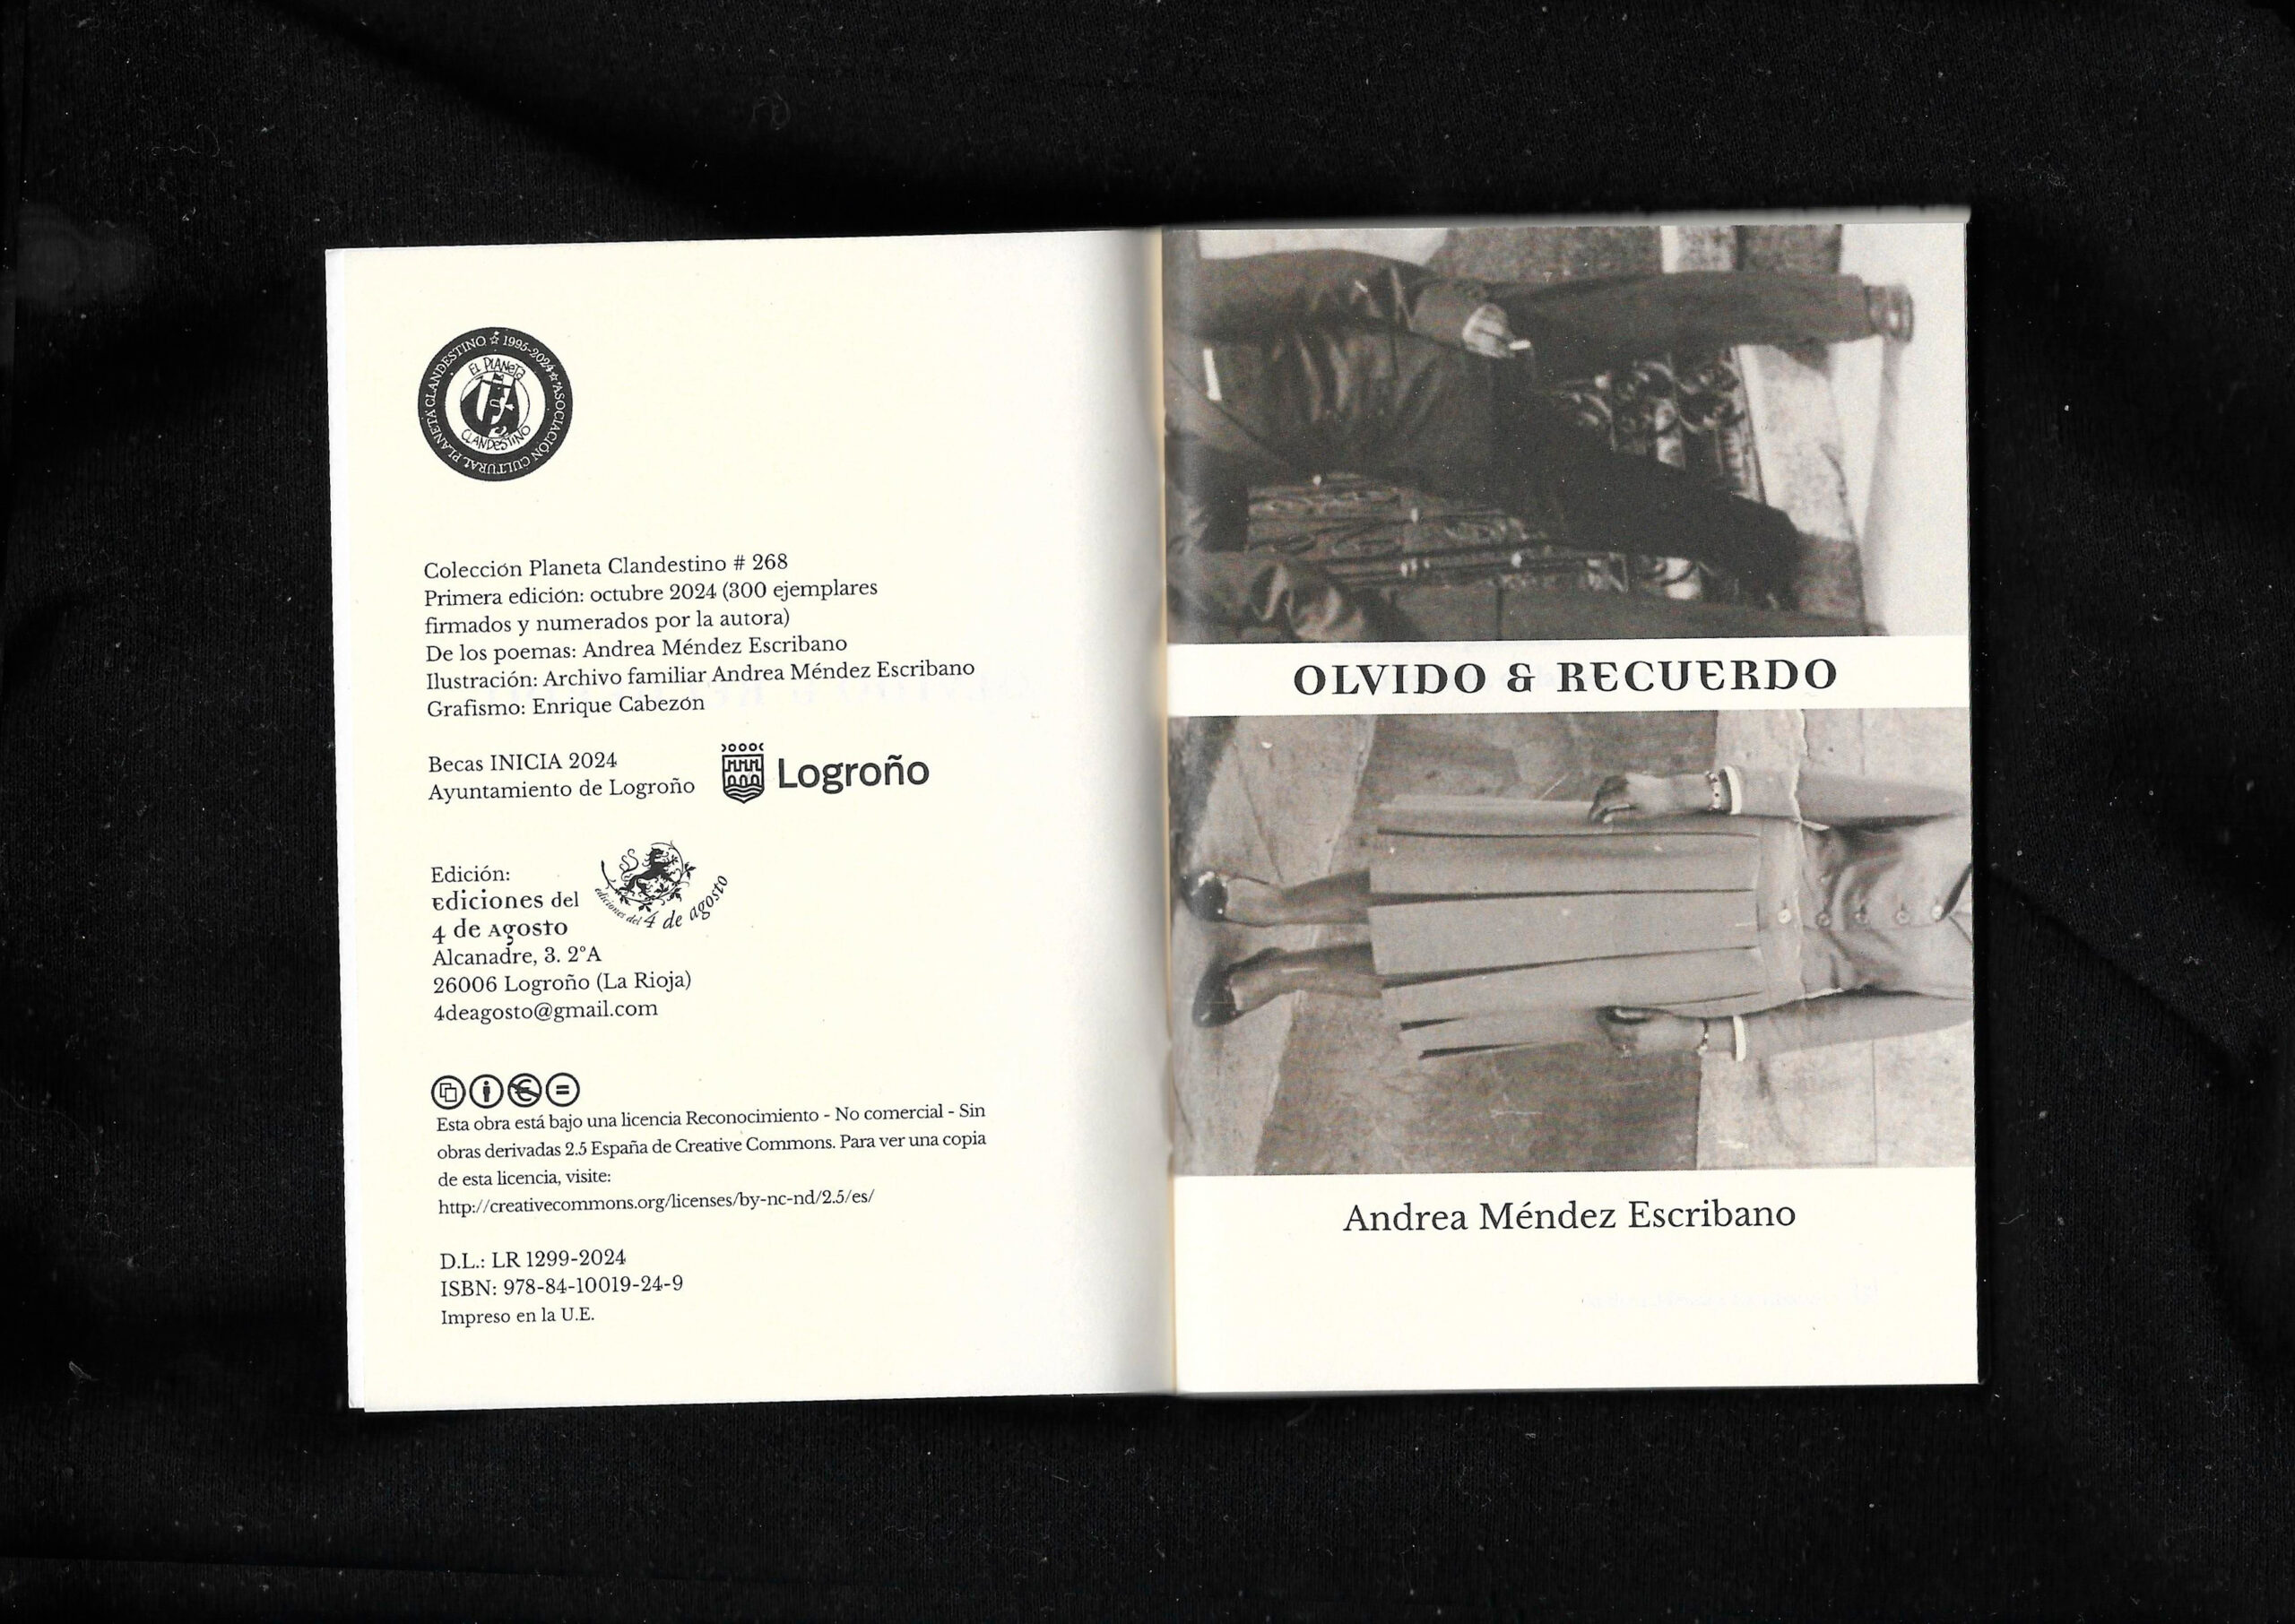 ASOCIACIÓN CULTURAL PLANETA CLANDESTINO ☆ 1995-2024 ☆
EL PLANETA
CLANDESTINO
Colección Planeta Clandestino # 268
Primera edición: octubre 2024 (300 ejemplares
firmados y numerados por la autora)
De los poemas: Andrea Méndez Escribano
Ilustración: Archivo familiar Andrea Méndez Escribano
Grafismo: Enrique Cabezón
Becas INICIA 2024
Ayuntamiento de Logroño
Logroño
Edición:
Ediciones del
4 de Agosto
ediciones del 4 de agosto
Alcanadre, 3. 2°A
26006 Logroño (La Rioja)
4deagosto@gmail.com
Esta obra está bajo una licencia Reconocimiento - No comercial - Sin
obras derivadas 2.5 España de Creative Commons. Para ver una copia
de esta licencia, visite:
http://creativecommons.org/licenses/by-nc-nd/2.5/es/
D.L.: LR 1299-2024
ISBN: 978-84-10019-24-9
Impreso en la U.E.
OLVIDO & RECUERDO
Andrea Méndez Escribano